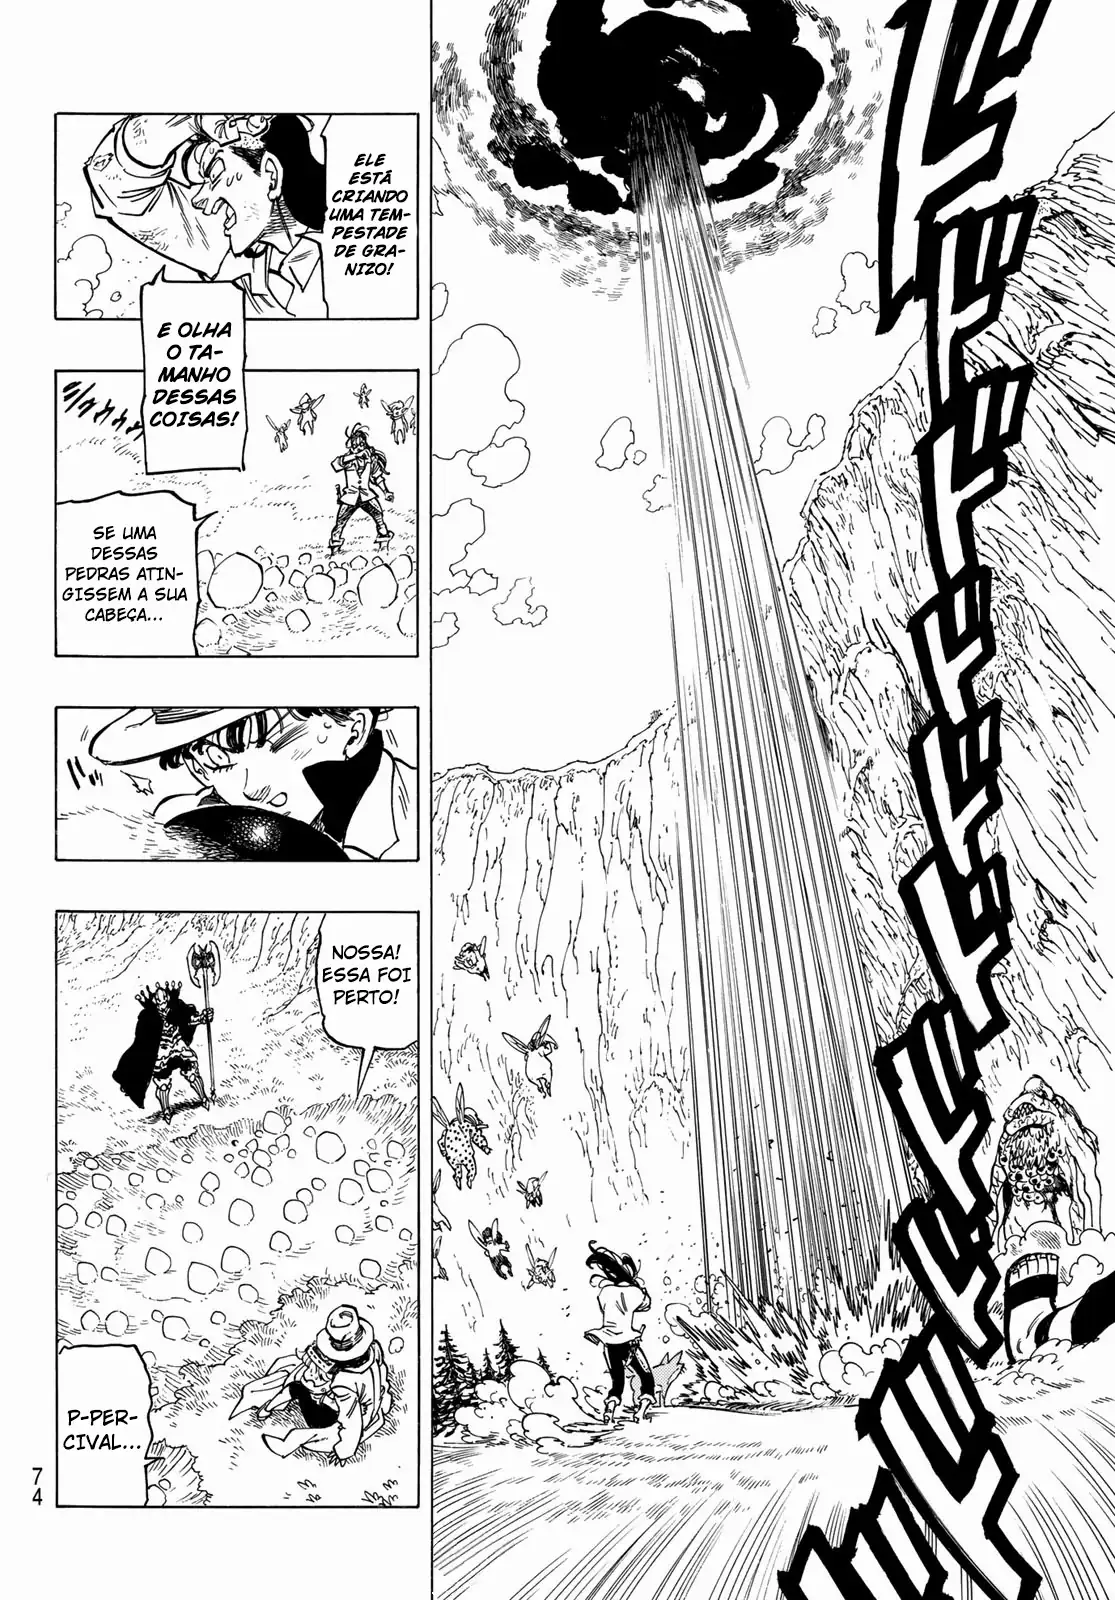 ELE
ESTÁ
CRIANDO
UMA TEM-
PESTADE
DE GRA-
NIZO!
E OLHA
O TA-
MANHO
DESSAS
COISAS!
SE UMA
DESSAS
PEDRAS ATIN-
GISSEM A SUA
CABEÇA...
NOSSA!
ESSA FOI
PERTO!
P-PER-
CIVAL...
74